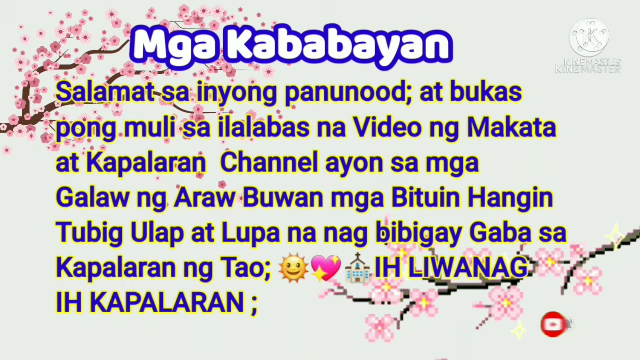 Mga Kababayan
KINEMASTER
KINEMASTER
Salamat sa inyong panunood; at bukas
pong muli sa ilalabas na Video ng Makata
at Kapalaran Channel ayon sa mga
Galaw ng Araw Buwan mga Bituin Hangin
Tubig Ulap at Lupa na nag bibigay Gaba sa
Kapalaran ng Tao; 🌞💖⛪IH LIWANAG
IH KAPALARAN ;